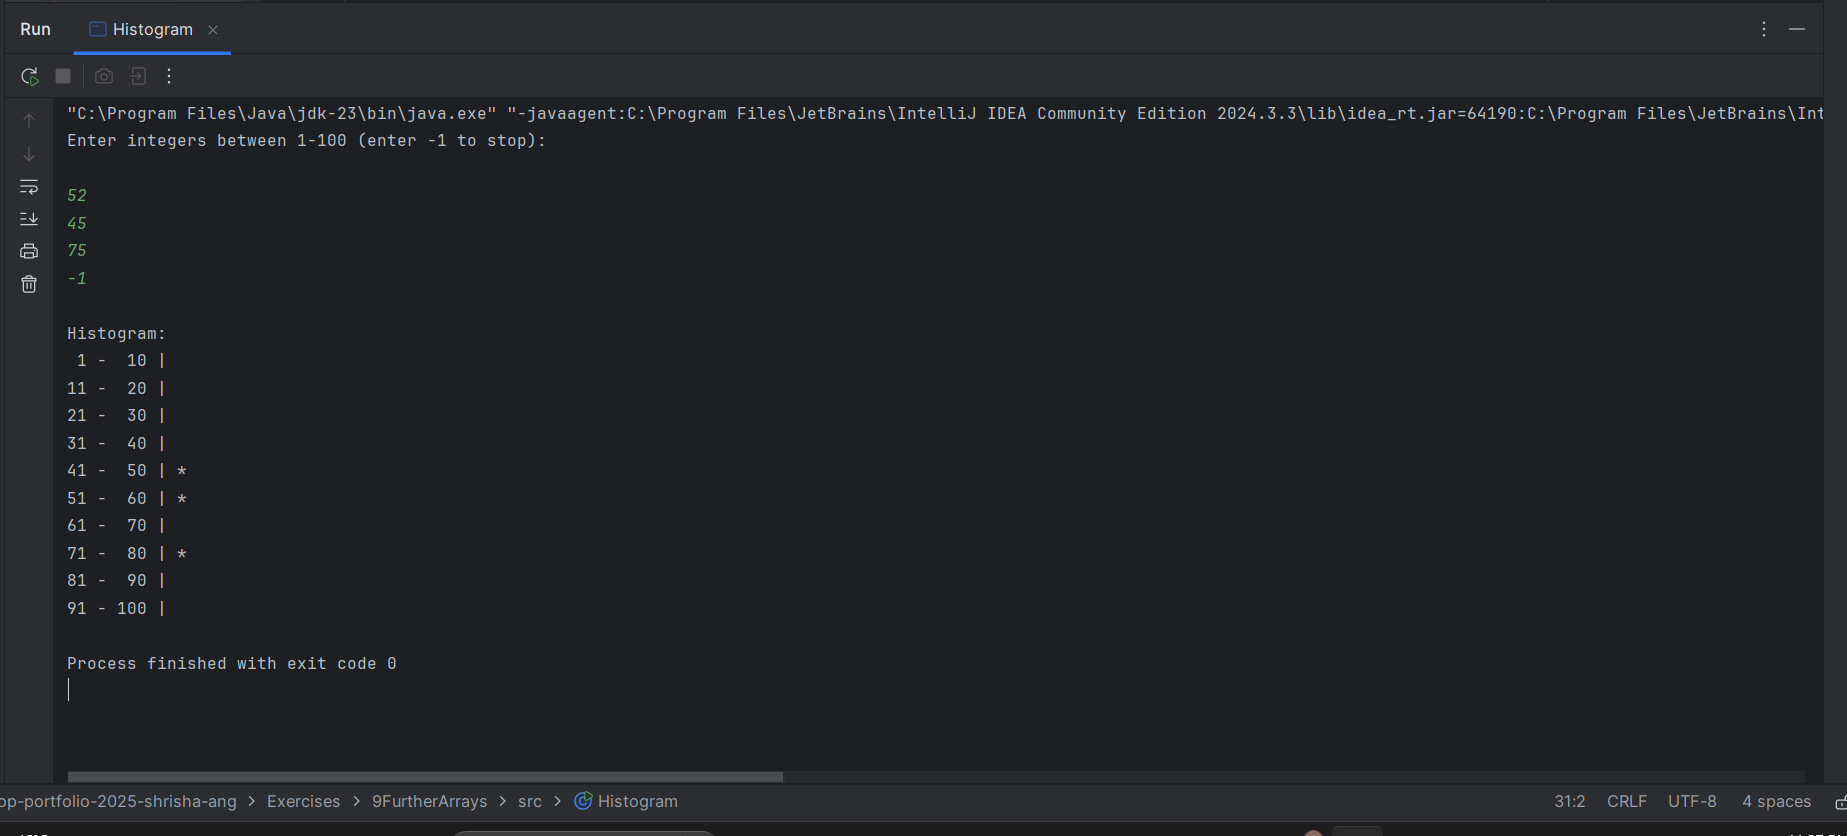 Run Histogram
"C:\Program Files\Java\jdk-23\bin\java.exe" "-javaagent:C:\Program Files\JetBrains\IntelliJ IDEA Community Edition 2024.3.3\lib\idea_rt.jar=64190:C:\Program Files\JetBrains\Int
Enter integers between 1-100 (enter -1 to stop):
52
45
75
-1
Histogram:
 1 -  10 |
11 -  20 |
21 -  30 |
31 -  40 |
41 -  50 | *
51 -  60 | *
61 -  70 |
71 -  80 | *
81 -  90 |
91 - 100 |
Process finished with exit code 0
op-portfolio-2025-shrisha-ang > Exercises > 9FurtherArrays > src > Histogram 31:2 CRLF UTF-8 4 spaces